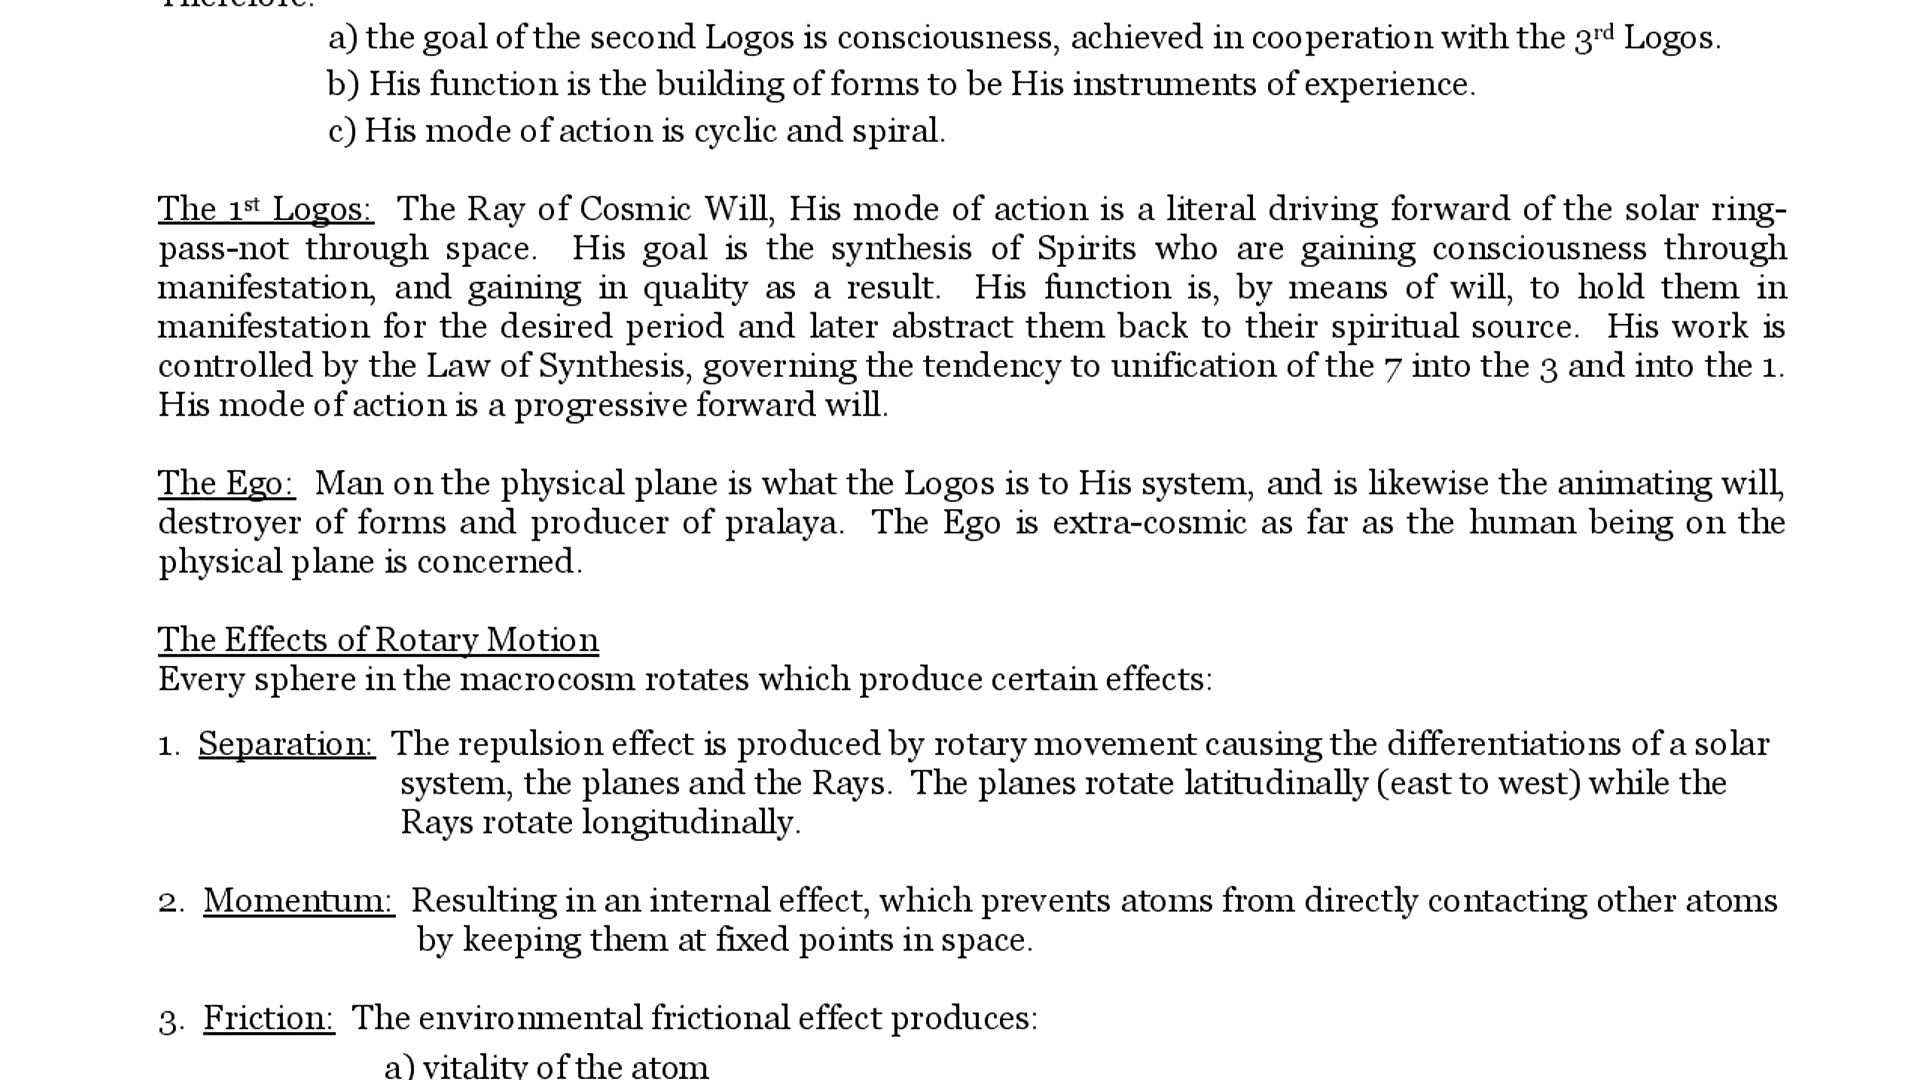 Therefore:
a) the goal of the second Logos is consciousness, achieved in cooperation with the 3rd Logos.
b) His function is the building of forms to be His instruments of experience.
c) His mode of action is cyclic and spiral.
The 1st Logos: The Ray of Cosmic Will, His mode of action is a literal driving forward of the solar ring-
pass-not through space. His goal is the synthesis of Spirits who are gaining consciousness through
manifestation, and gaining in quality as a result. His function is, by means of will, to hold them in
manifestation for the desired period and later abstract them back to their spiritual source. His work is
controlled by the Law of Synthesis, governing the tendency to unification of the 7 into the 3 and into the 1.
His mode of action is a progressive forward will.
The Ego: Man on the physical plane is what the Logos is to His system, and is likewise the animating will,
destroyer of forms and producer of pralaya. The Ego is extra-cosmic as far as the human being on the
physical plane is concerned.
The Effects of Rotary Motion
Every sphere in the macrocosm rotates which produce certain effects:
1. Separation: The repulsion effect is produced by rotary movement causing the differentiations of a solar
system, the planes and the Rays. The planes rotate latitudinally (east to west) while the
Rays rotate longitudinally.
2. Momentum: Resulting in an internal effect, which prevents atoms from directly contacting other atoms
by keeping them at fixed points in space.
3. Friction: The environmental frictional effect produces:
a) vitality of the atom